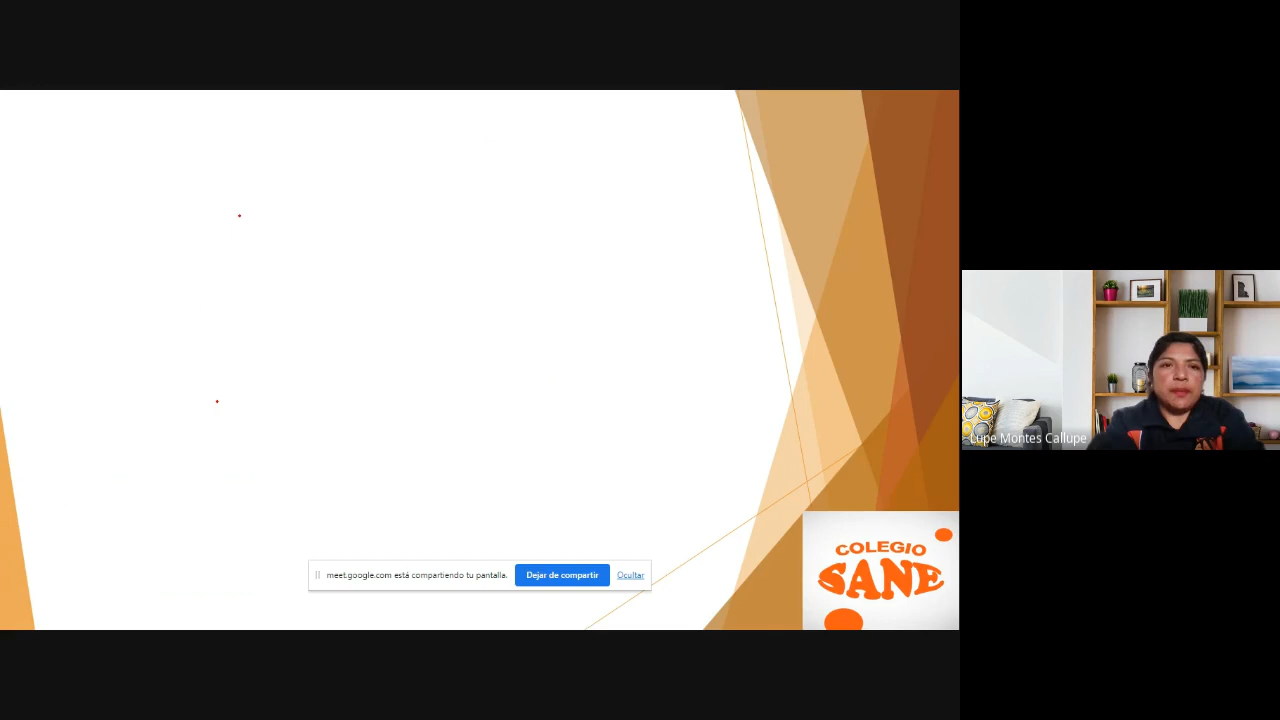 meet.google.com está compartiendo tu pantalla.
Dejar de compartir
Ocultar
COLEGIO
SANE
Lupe Montes Callupe